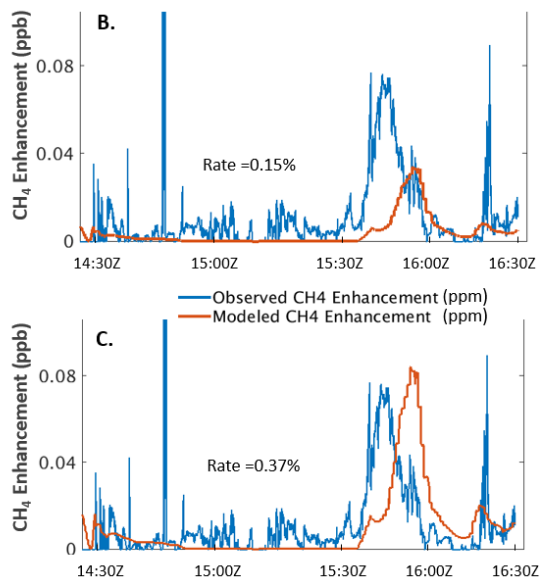 B.
CH4 Enhancement (ppb)
0.08
0.04
0
Rate =0.15%
14:30Z 15:00Z 15:30Z 16:00Z 16:30Z
Observed CH4 Enhancement (ppm)
Modeled CH4 Enhancement (ppm)
C.
CH4 Enhancement (ppb)
0.08
0.04
0
Rate =0.37%
14:30Z 15:00Z 15:30Z 16:00Z 16:30Z